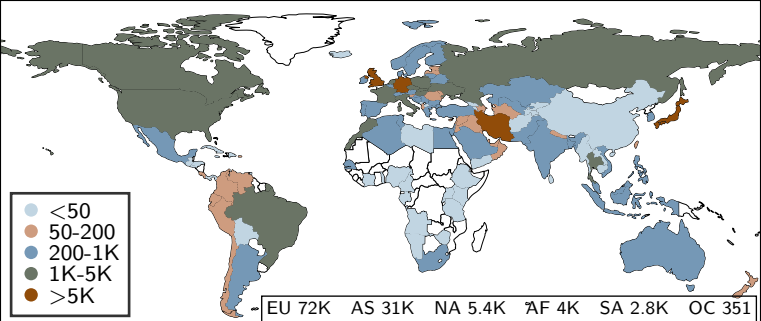 <50
50-200
200-1K
1K-5K
>5K
EU 72K AS 31K NA 5.4K AF 4K SA 2.8K OC 351